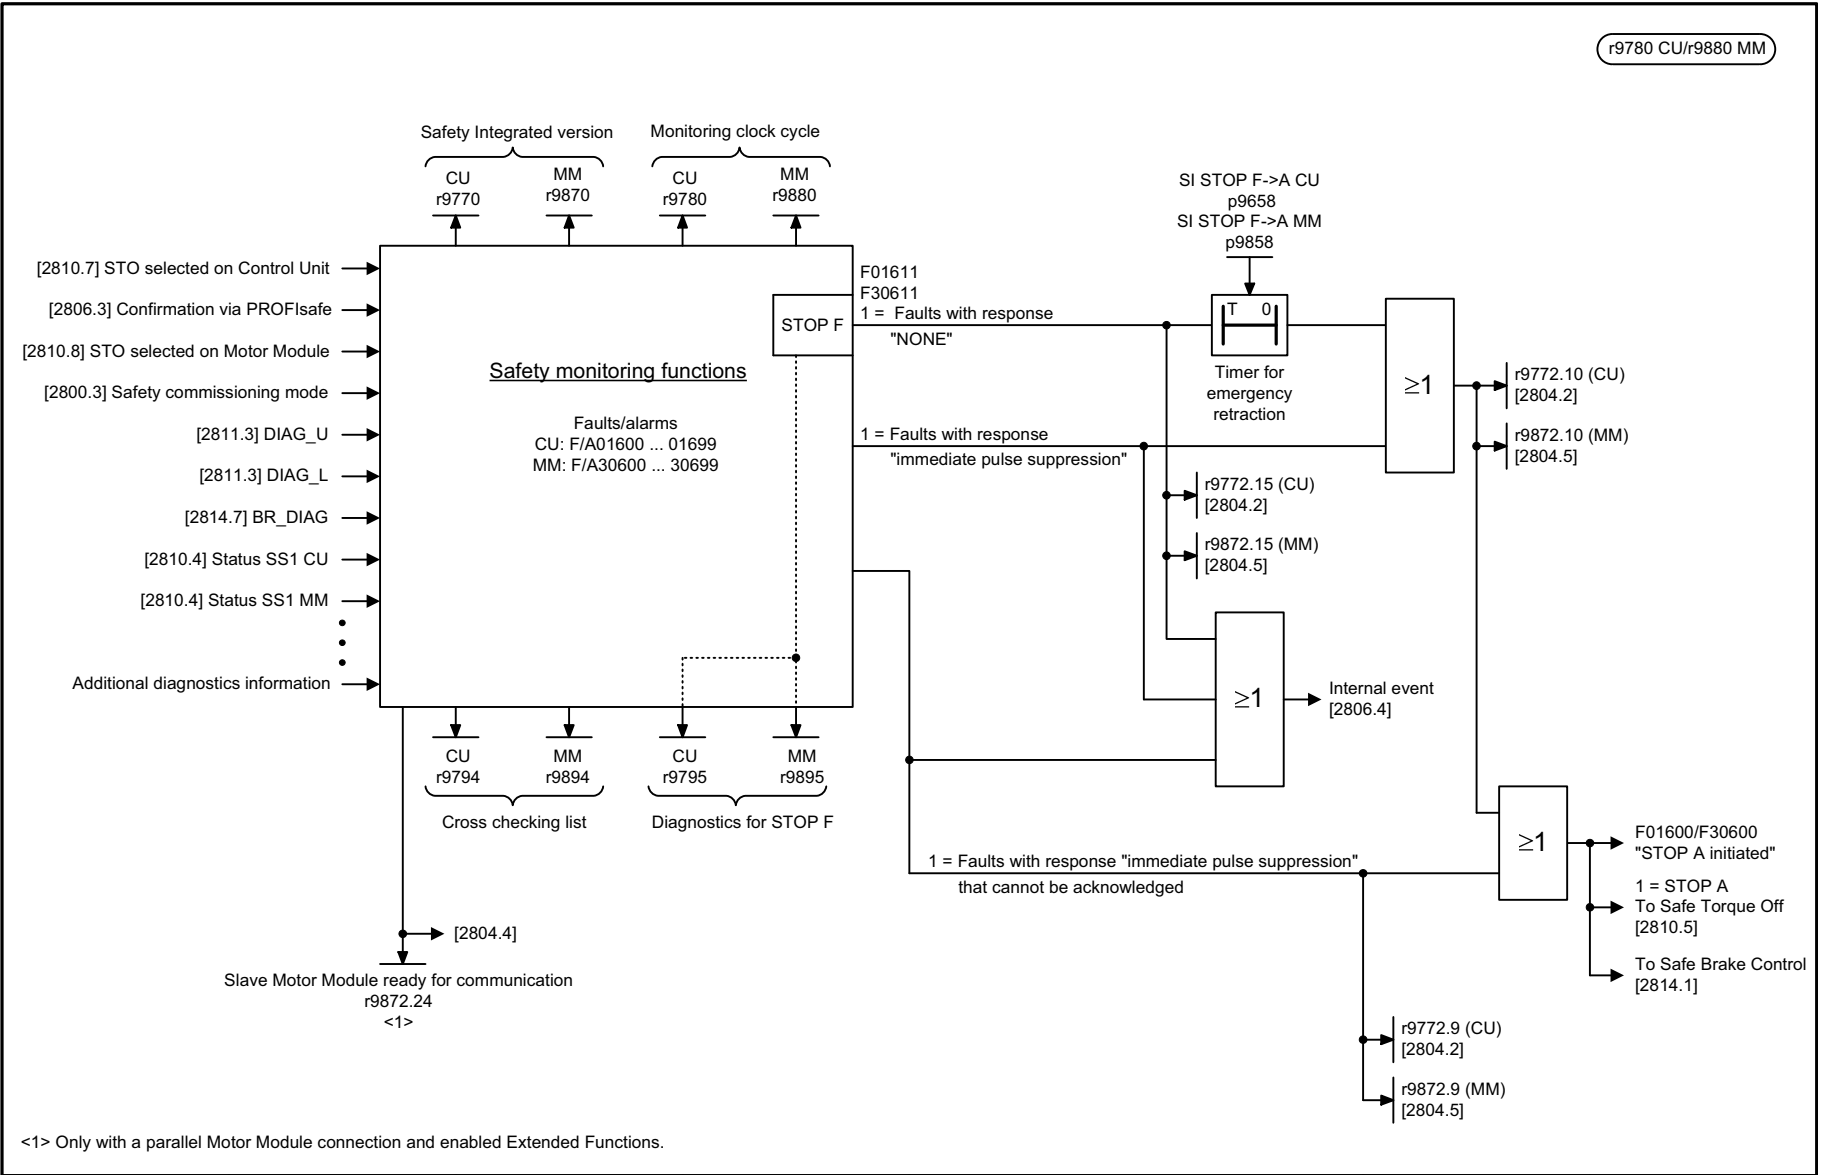 r9780 CU/r9880 MM
Safety Integrated version
Monitoring clock cycle
CU
r9770
MM
r9870
CU
r9780
MM
r9880
SI STOP F->A CU
p9658
SI STOP F->A MM
p9858
[2810.7] STO selected on Control Unit
[2806.3] Confirmation via PROFIsafe
[2810.8] STO selected on Motor Module
[2800.3] Safety commissioning mode
[2811.3] DIAG_U
[2811.3] DIAG_L
[2814.7] BR_DIAG
[2810.4] Status SS1 CU
[2810.4] Status SS1 MM
Additional diagnostics information
Safety monitoring functions
Faults/alarms
CU: F/A01600 ... 01699
MM: F/A30600 ... 30699
STOP F
F01611
F30611
1 = Faults with response
"NONE"
T 0
Timer for
emergency
retraction
≥1
r9772.10 (CU)
[2804.2]
r9872.10 (MM)
[2804.5]
1 = Faults with response
"immediate pulse suppression"
r9772.15 (CU)
[2804.2]
r9872.15 (MM)
[2804.5]
≥1
Internal event
[2806.4]
CU
r9794
MM
r9894
CU
r9795
MM
r9895
Cross checking list
Diagnostics for STOP F
1 = Faults with response "immediate pulse suppression"
that cannot be acknowledged
≥1
F01600/F30600
"STOP A initiated"
1 = STOP A
To Safe Torque Off
[2810.5]
To Safe Brake Control
[2814.1]
[2804.4]
Slave Motor Module ready for communication
r9872.24
<1>
r9772.9 (CU)
[2804.2]
r9872.9 (MM)
[2804.5]
<1> Only with a parallel Motor Module connection and enabled Extended Functions.